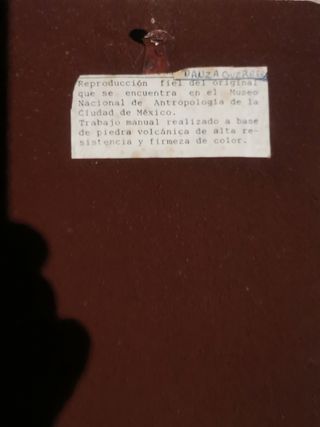 DANZA GUERRERO
Reproducción fiel del original
que se encuentra en el Museo
Nacional de Antropología de la
Ciudad de México.
Trabajo manual realizado a base
de piedra volcánica de alta re-
sistencia y firmeza de color.